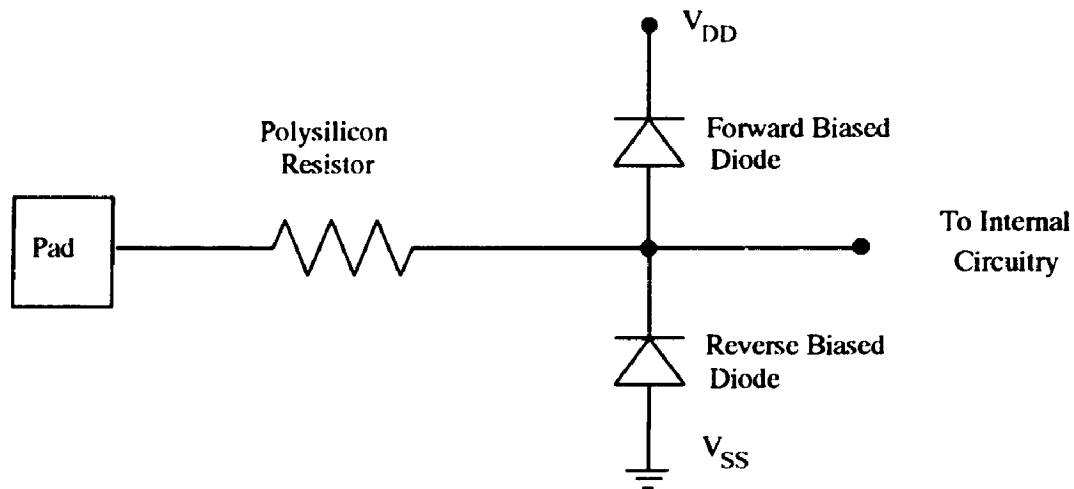 V_DD
Polysilicon
Resistor
Forward Biased
Diode
Pad
To Internal
Circuitry
Reverse Biased
Diode
V_SS